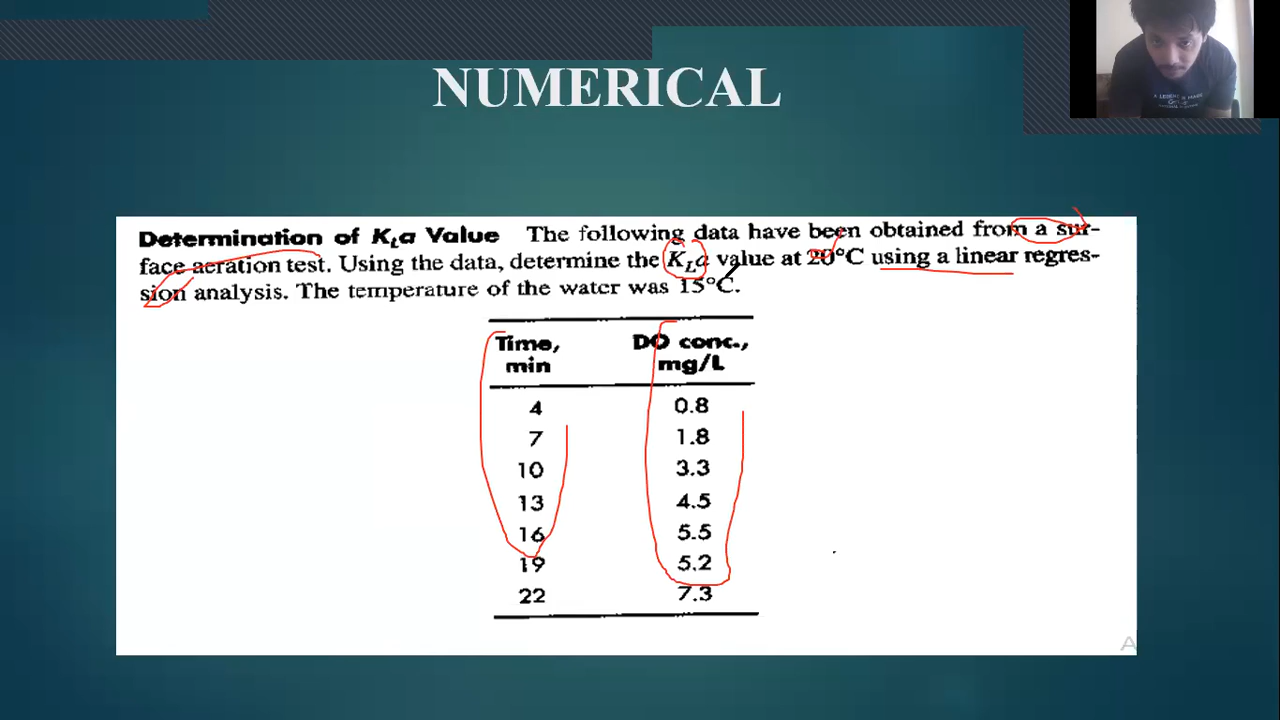 NUMERICAL
Determination of KLa Value The following data have been obtained from a sur-
face aeration test. Using the data, determine the KLa value at 20°C using a linear regres-
sion analysis. The temperature of the water was 15°C.
Time, min DO conc., mg/L
4 0.8
7 1.8
10 3.3
13 4.5
16 5.5
19 5.2
22 7.3
A